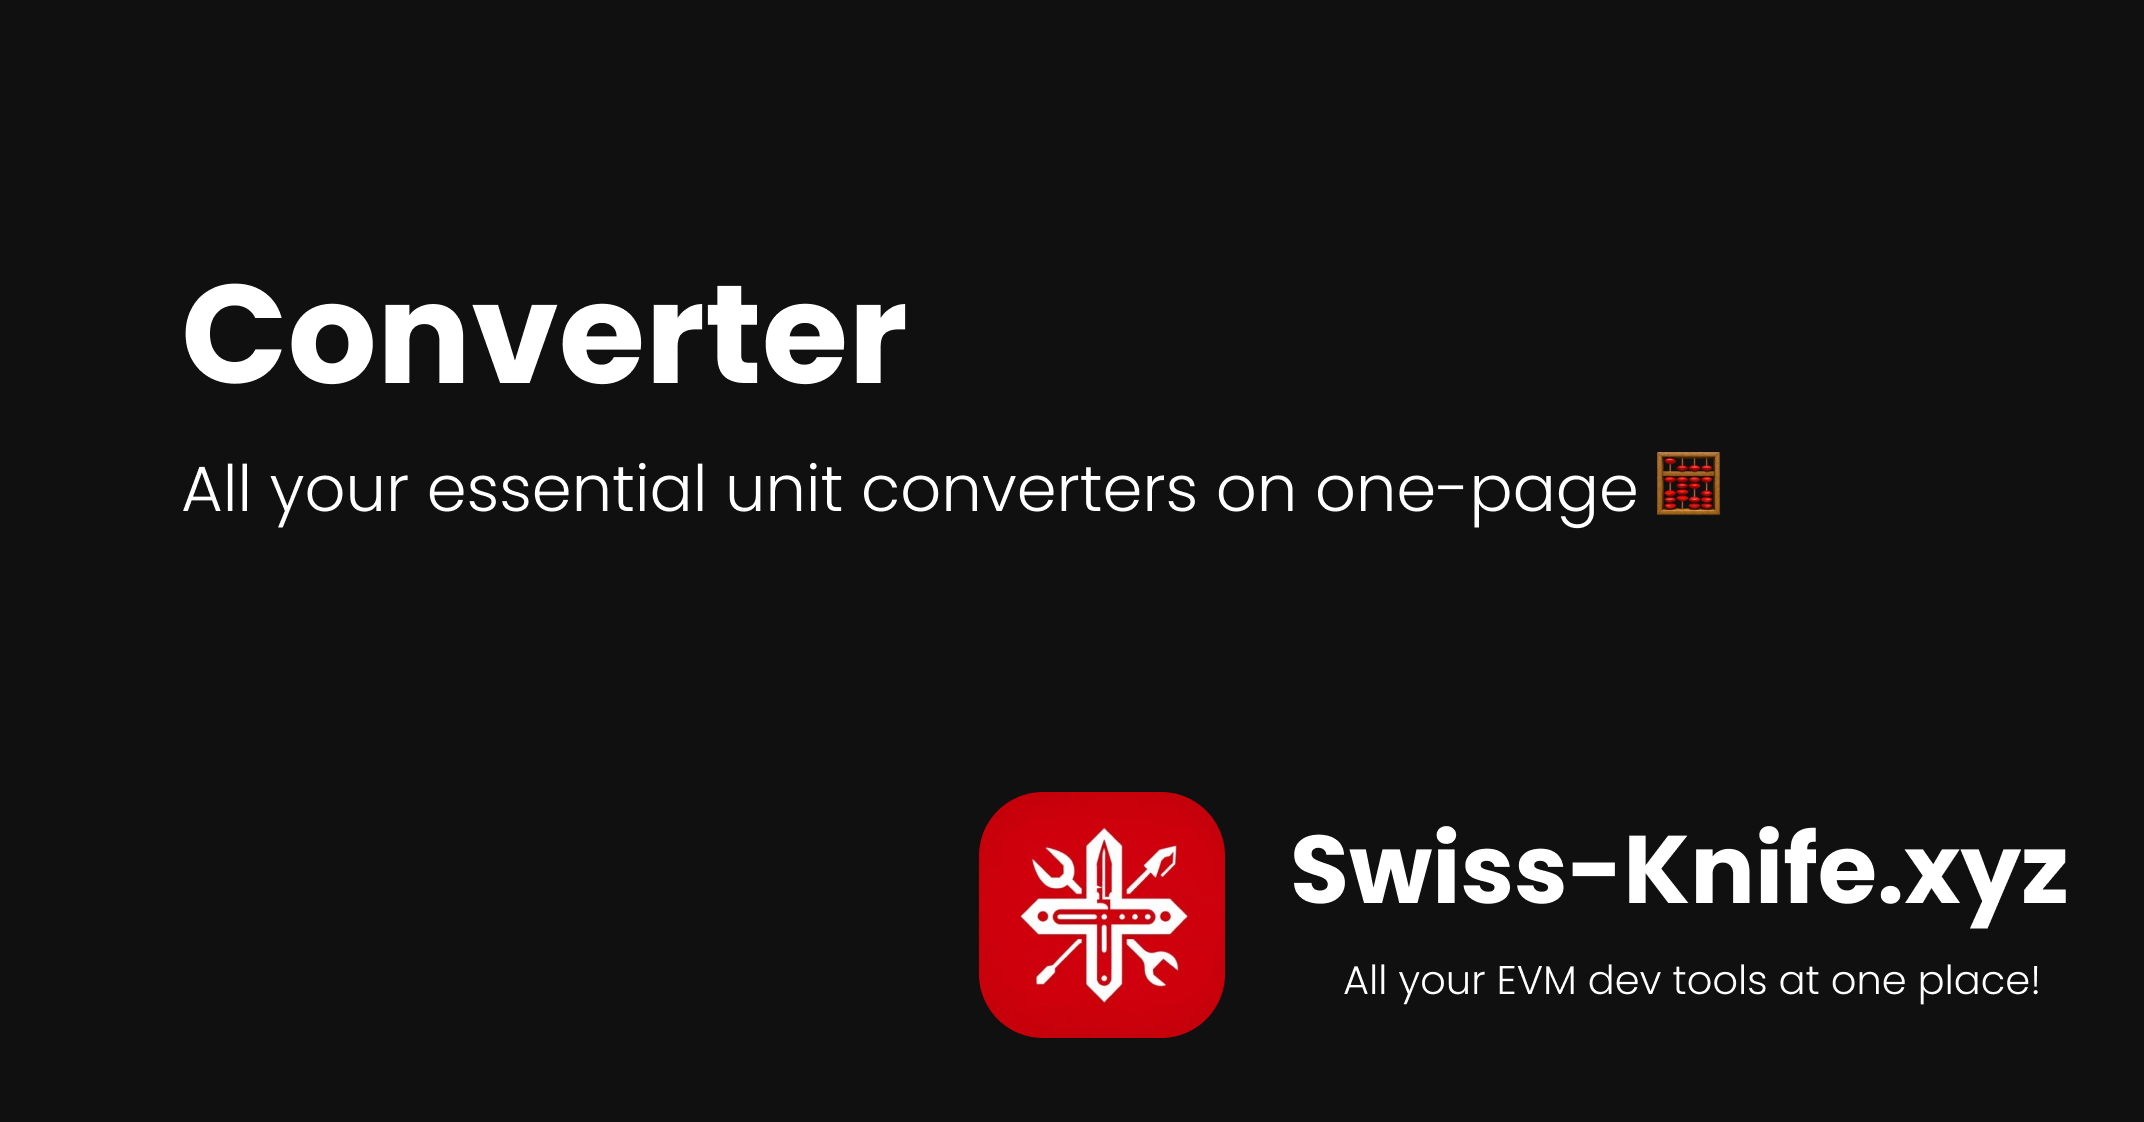 Converter
All your essential unit converters on one-page 🧮
Swiss-Knife.xyz
All your EVM dev tools at one place!